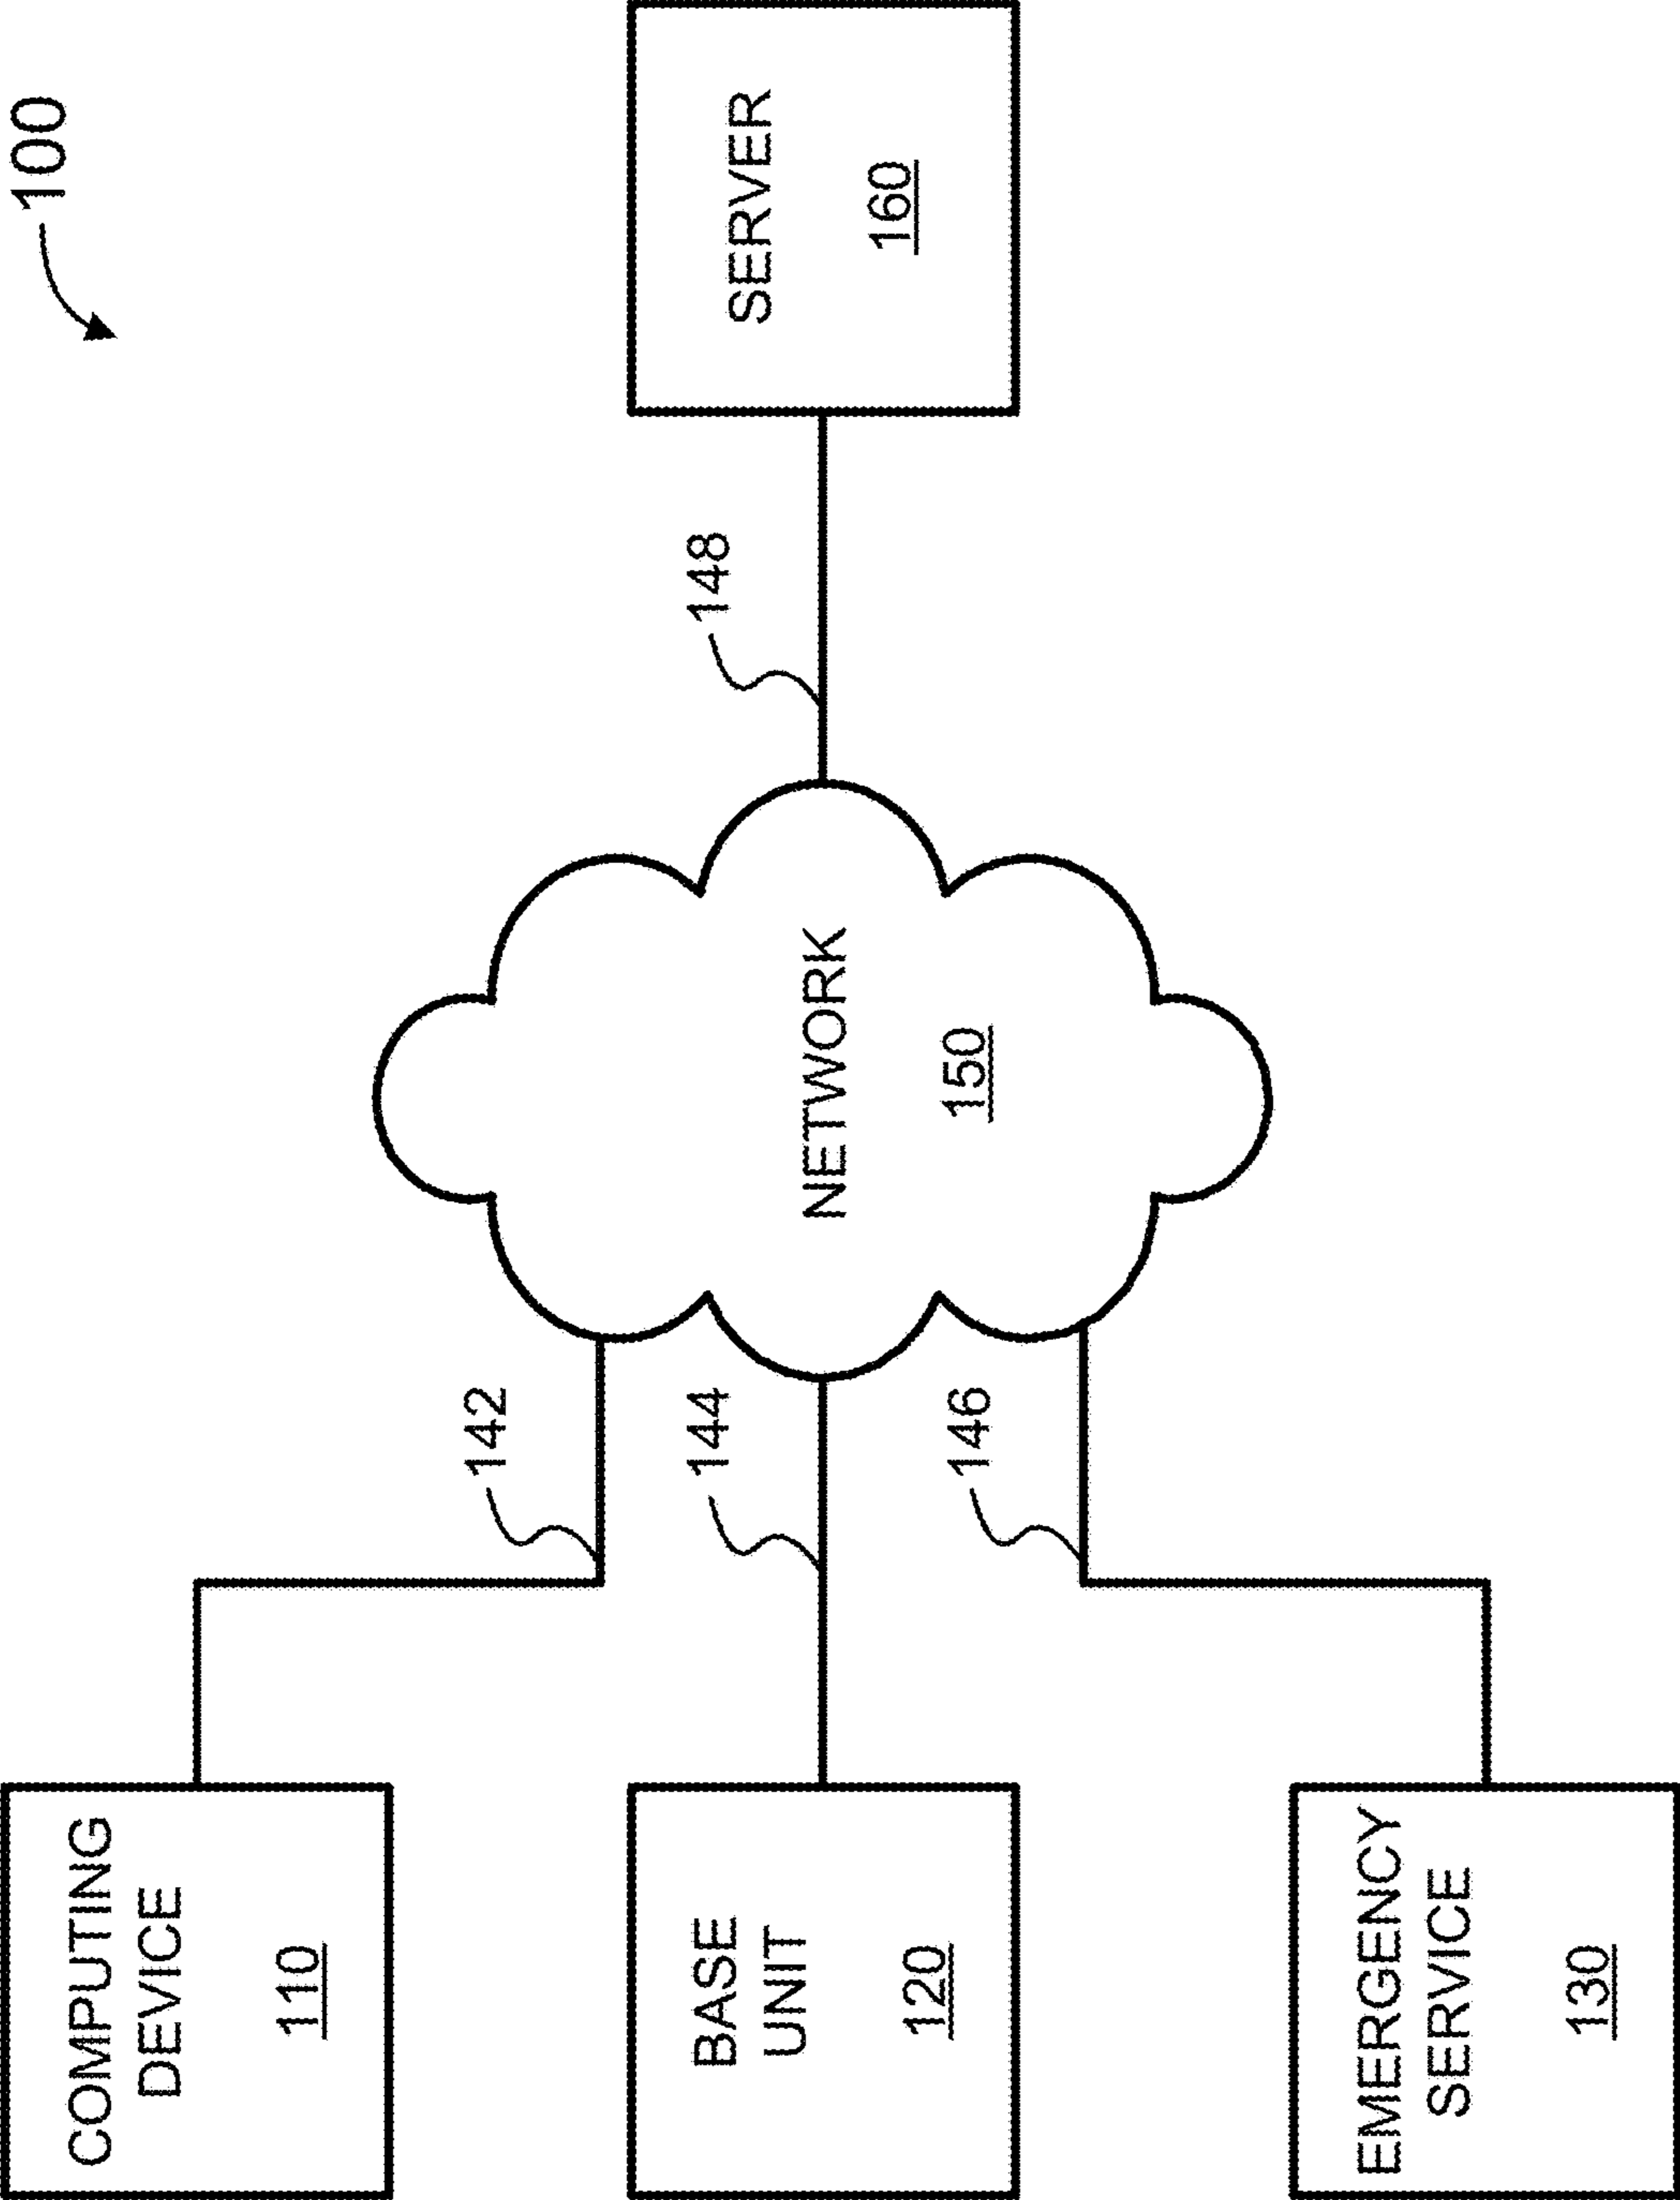 100
COMPUTING
DEVICE
110
142
BASE
UNIT
120
144
NETWORK
150
148
SERVER
160
146
EMERGENCY
SERVICE
130